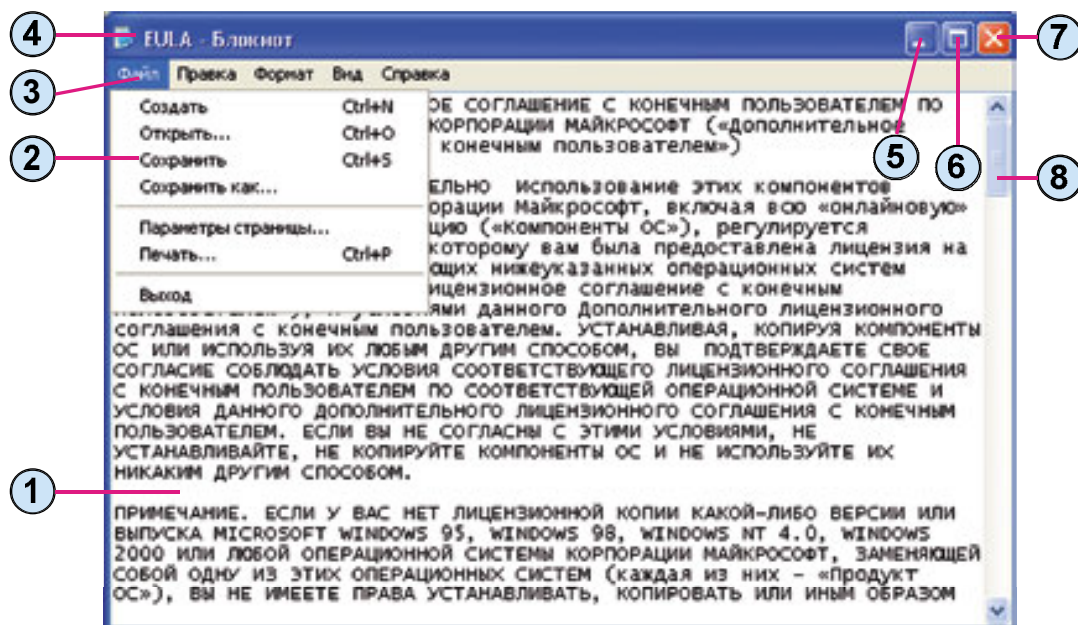 4
EULA - Блокнот
7
3
Файл Правка Формат Вид Справка
Создать Ctrl+N
Открыть... Ctrl+O
2
Сохранить Ctrl+S
Сохранить как...
Параметры страницы...
Печать... Ctrl+P
Выход
5
6
8
ОЕ СОГЛАШЕНИЕ С КОНЕЧНЫМ ПОЛЬЗОВАТЕЛЕМ ПО
КОРПОРАЦИИ МАЙКРОСОФТ («Дополнительное
конечным пользователем»)
ЕЛЬНО Использование этих компонентов
орации Майкрософт, включая всю «онлайновую»
цию («Компоненты ОС»), регулируется
которому вам была предоставлена лицензия на
ющих нижеуказанных операционных систем
ицензионное соглашение с конечным
ями данного Дополнительного лицензионного
соглашения с конечным пользователем. УСТАНАВЛИВАЯ, КОПИРУЯ КОМПОНЕНТЫ
ОС ИЛИ ИСПОЛЬЗУЯ ИХ ЛЮБЫМ ДРУГИМ СПОСОБОМ, ВЫ ПОДТВЕРЖДАЕТЕ СВОЕ
СОГЛАСИЕ СОБЛЮДАТЬ УСЛОВИЯ СООТВЕТСТВУЮЩЕГО ЛИЦЕНЗИОННОГО СОГЛАШЕНИЯ
С КОНЕЧНЫМ ПОЛЬЗОВАТЕЛЕМ ПО СООТВЕТСТВУЮЩЕЙ ОПЕРАЦИОННОЙ СИСТЕМЕ И
УСЛОВИЯ ДАННОГО ДОПОЛНИТЕЛЬНОГО ЛИЦЕНЗИОННОГО СОГЛАШЕНИЯ С КОНЕЧНЫМ
ПОЛЬЗОВАТЕЛЕМ. ЕСЛИ ВЫ НЕ СОГЛАСНЫ С ЭТИМИ УСЛОВИЯМИ, НЕ
УСТАНАВЛИВАЙТЕ, НЕ КОПИРУЙТЕ КОМПОНЕНТЫ ОС И НЕ ИСПОЛЬЗУЙТЕ ИХ
НИКАКИМ ДРУГИМ СПОСОБОМ.
1
ПРИМЕЧАНИЕ. ЕСЛИ У ВАС НЕТ ЛИЦЕНЗИОННОЙ КОПИИ КАКОЙ-ЛИБО ВЕРСИИ ИЛИ
ВЫПУСКА MICROSOFT WINDOWS 95, WINDOWS 98, WINDOWS NT 4.0, WINDOWS
2000 ИЛИ ЛЮБОЙ ОПЕРАЦИОННОЙ СИСТЕМЫ КОРПОРАЦИИ МАЙКРОСОФТ, ЗАМЕНЯЮЩЕЙ
СОБОЙ ОДНУ ИЗ ЭТИХ ОПЕРАЦИОННЫХ СИСТЕМ (каждая из них - «Продукт
ОС»), ВЫ НЕ ИМЕЕТЕ ПРАВА УСТАНАВЛИВАТЬ, КОПИРОВАТЬ ИЛИ ИНЫМ ОБРАЗОМ